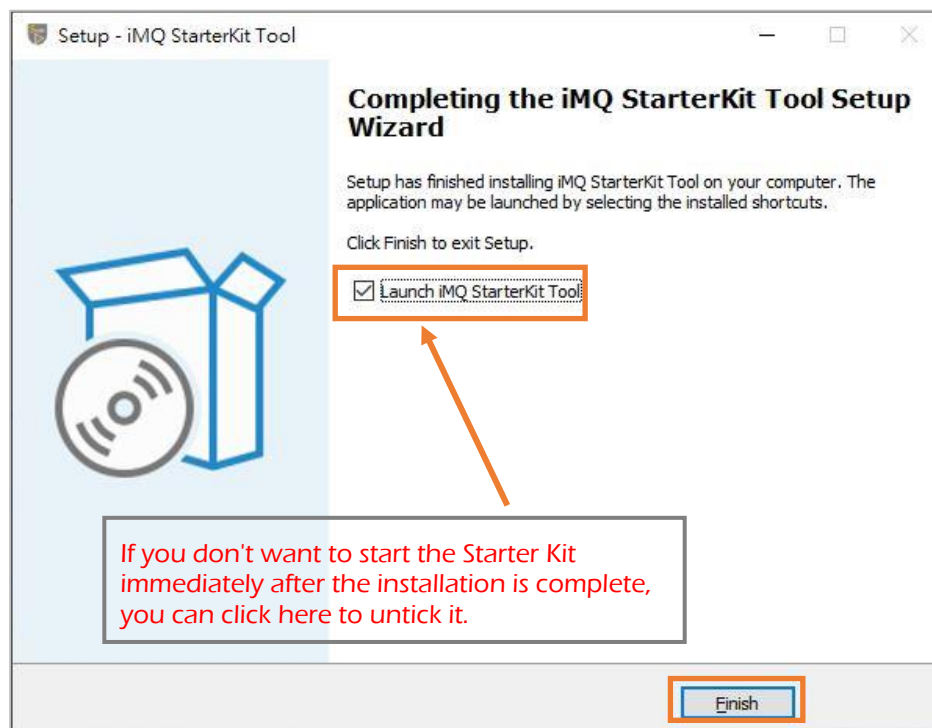 Setup - iMQ StarterKit Tool
Completing the iMQ StarterKit Tool Setup
Wizard
Setup has finished installing iMQ StarterKit Tool on your computer. The
application may be launched by selecting the installed shortcuts.
Click Finish to exit Setup.
Launch iMQ StarterKit Tool
If you don't want to start the Starter Kit
immediately after the installation is complete,
you can click here to untick it.
Finish